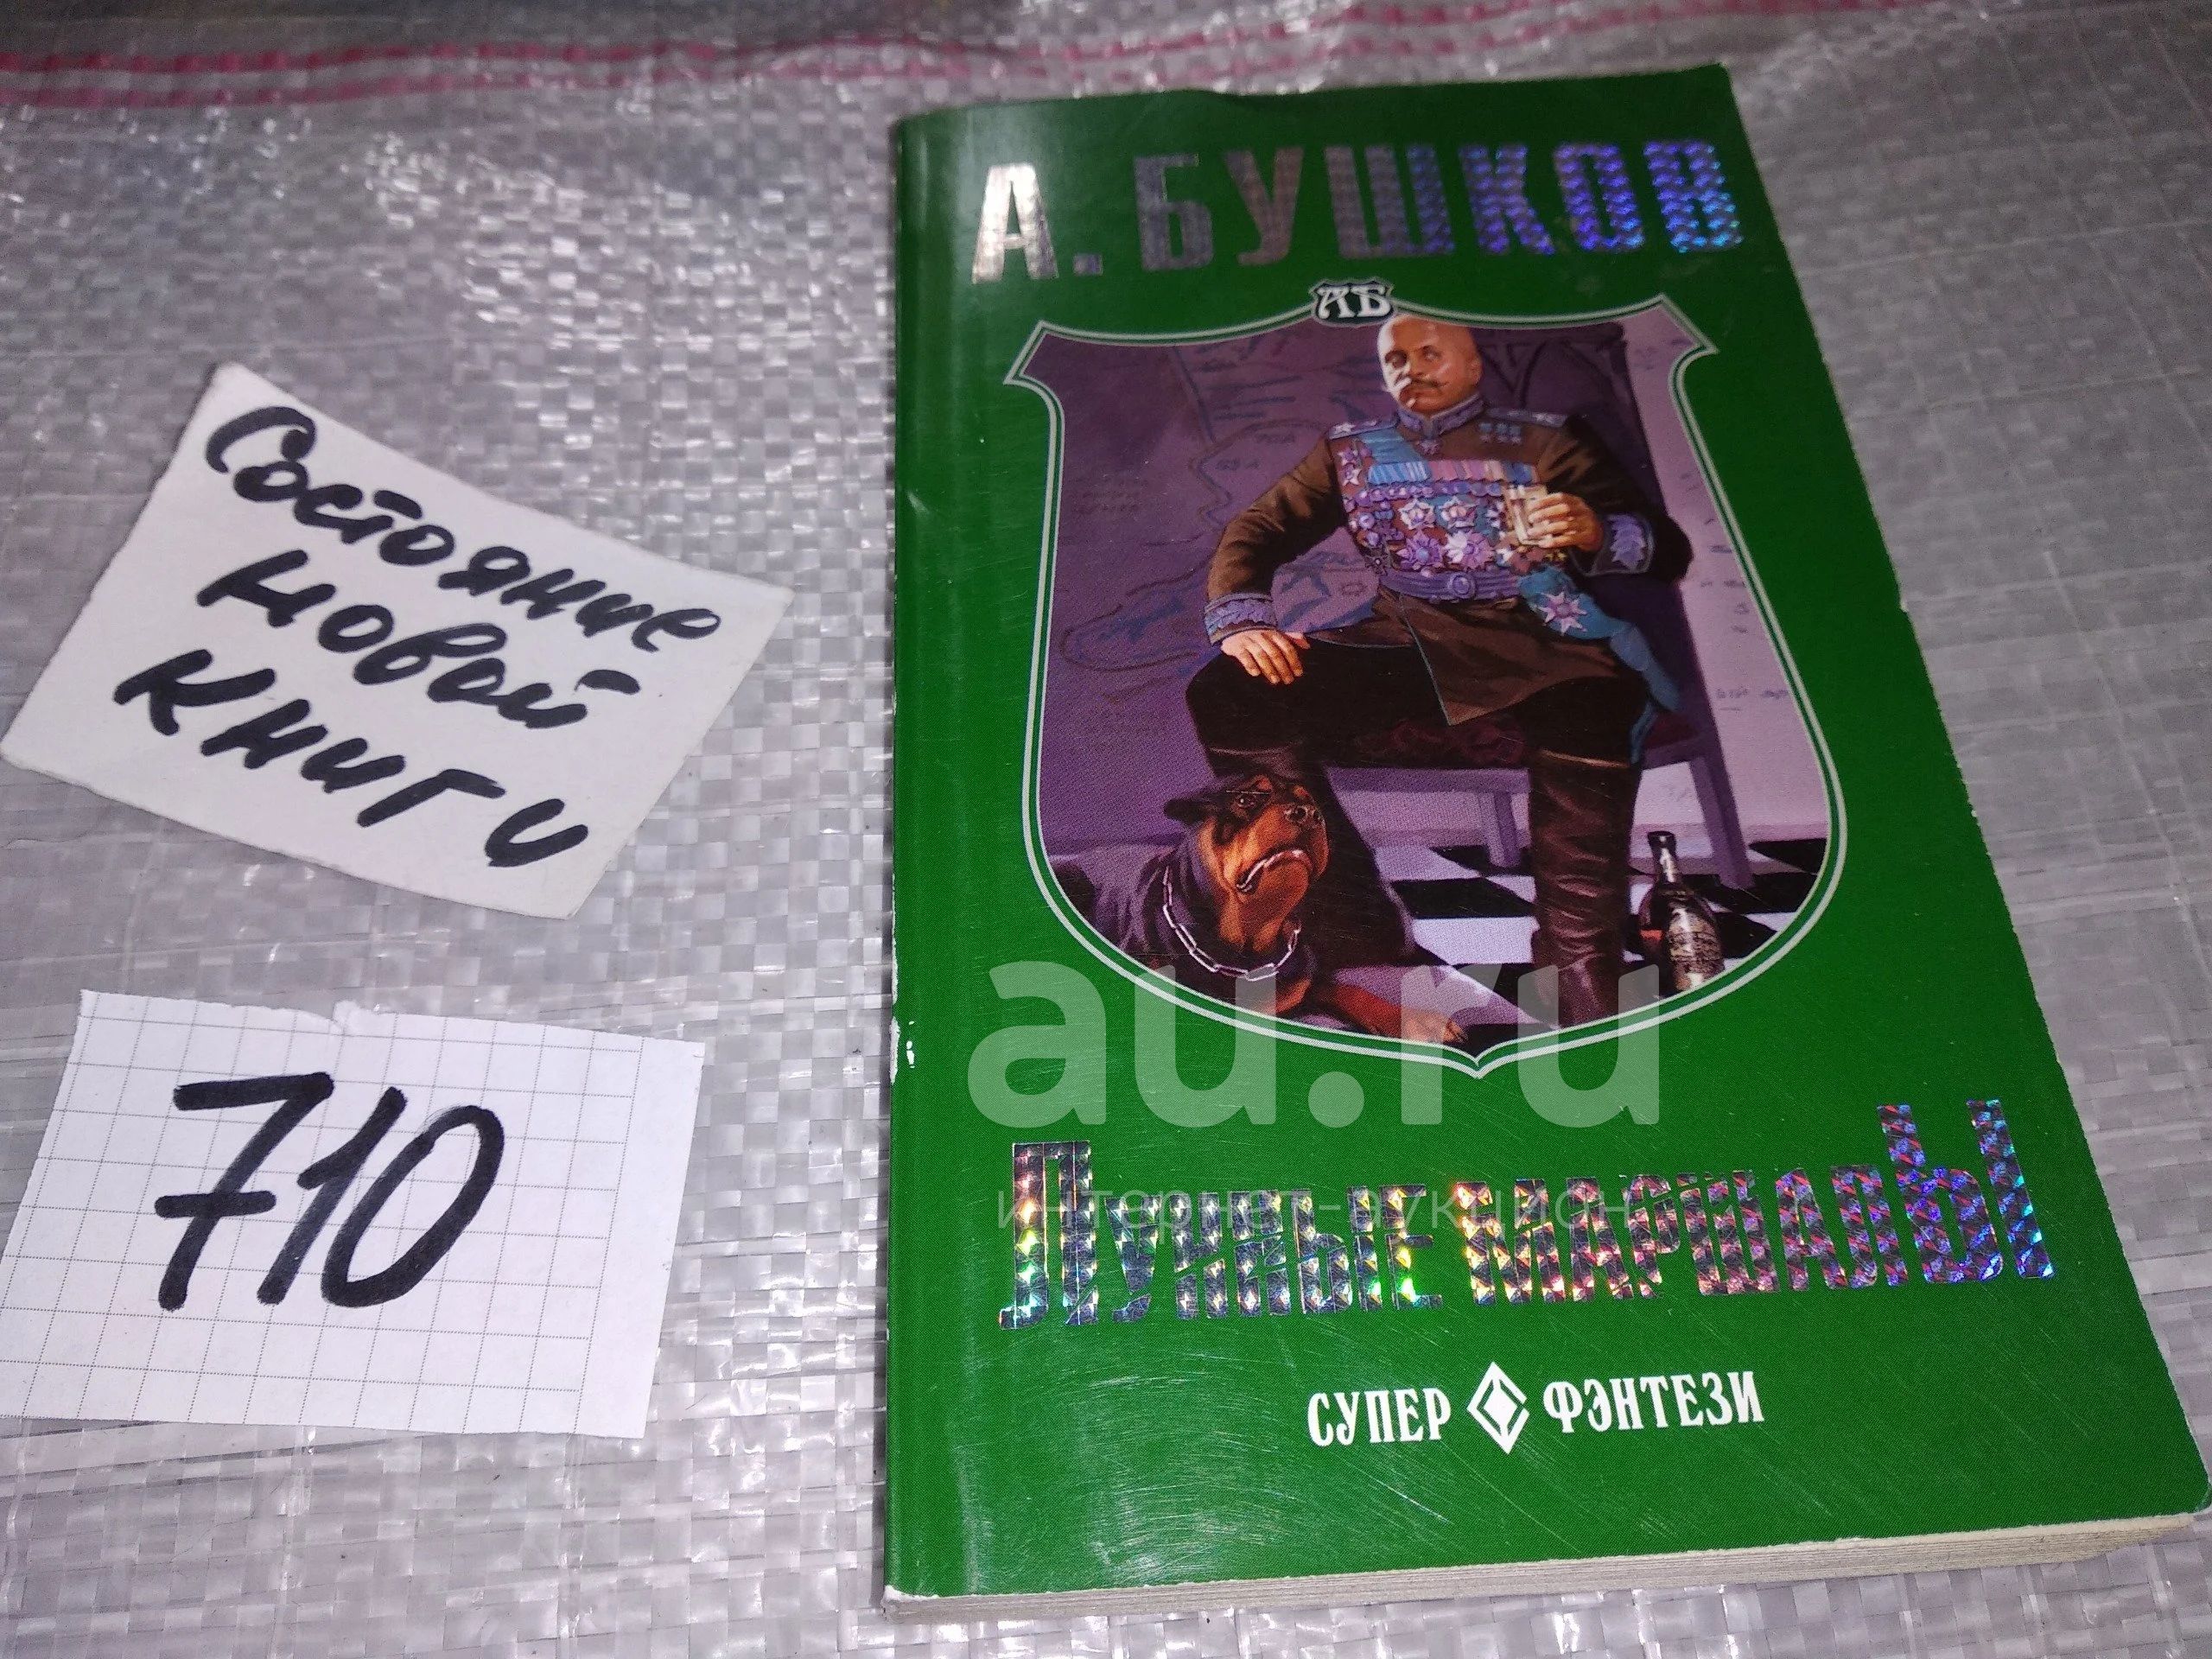 А. БУШКОВ
АБ
Состояние
новой
книги
710
au.ru
интернет-аукцион
Лунные маршалы
СУПЕР ФЭНТЕЗИ